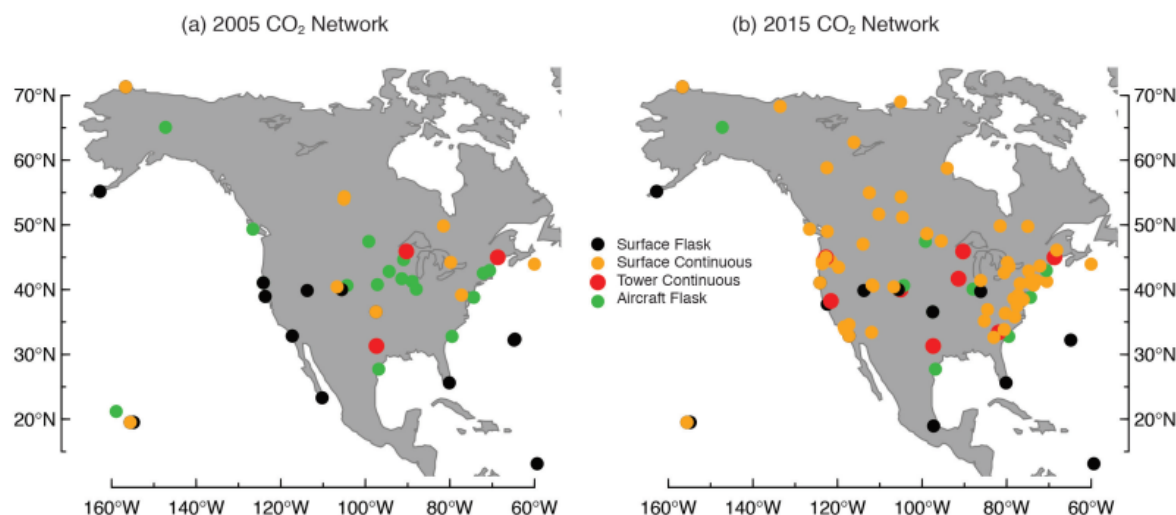 (a) 2005 CO₂ Network
(b) 2015 CO₂ Network
70°N
60°N
50°N
40°N
30°N
20°N
160°W 140°W 120°W 100°W 80°W 60°W
Surface Flask
Surface Continuous
Tower Continuous
Aircraft Flask
70°N
60°N
50°N
40°N
30°N
20°N
160°W 140°W 120°W 100°W 80°W 60°W